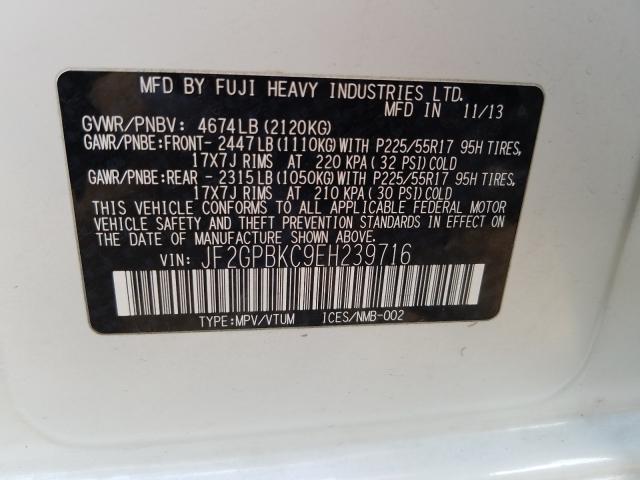 MFD BY FUJI HEAVY INDUSTRIES LTD.
MFD IN 11/13
GVWR/PNBV: 4674LB(2120KG)
GAWR/PNBE:FRONT- 2447LB(1110KG)WITH P225/55R17 95H TIRES,
17X7J RIMS AT 220 KPA(32 PSI)COLD
GAWR/PNBE:REAR - 2315LB(1050KG)WITH P225/55R17 95H TIRES,
17X7J RIMS AT 210 KPA(30 PSI)COLD
THIS VEHICLE CONFORMS TO ALL APPLICABLE FEDERAL MOTOR
VEHICLE SAFETY AND THEFT PREVENTION STANDARDS IN EFFECT ON
THE DATE OF MANUFACTURE SHOWN ABOVE.
VIN: JF2GPBKC9EH239716
TYPE:MPV/VTUM ICES/NMB-002